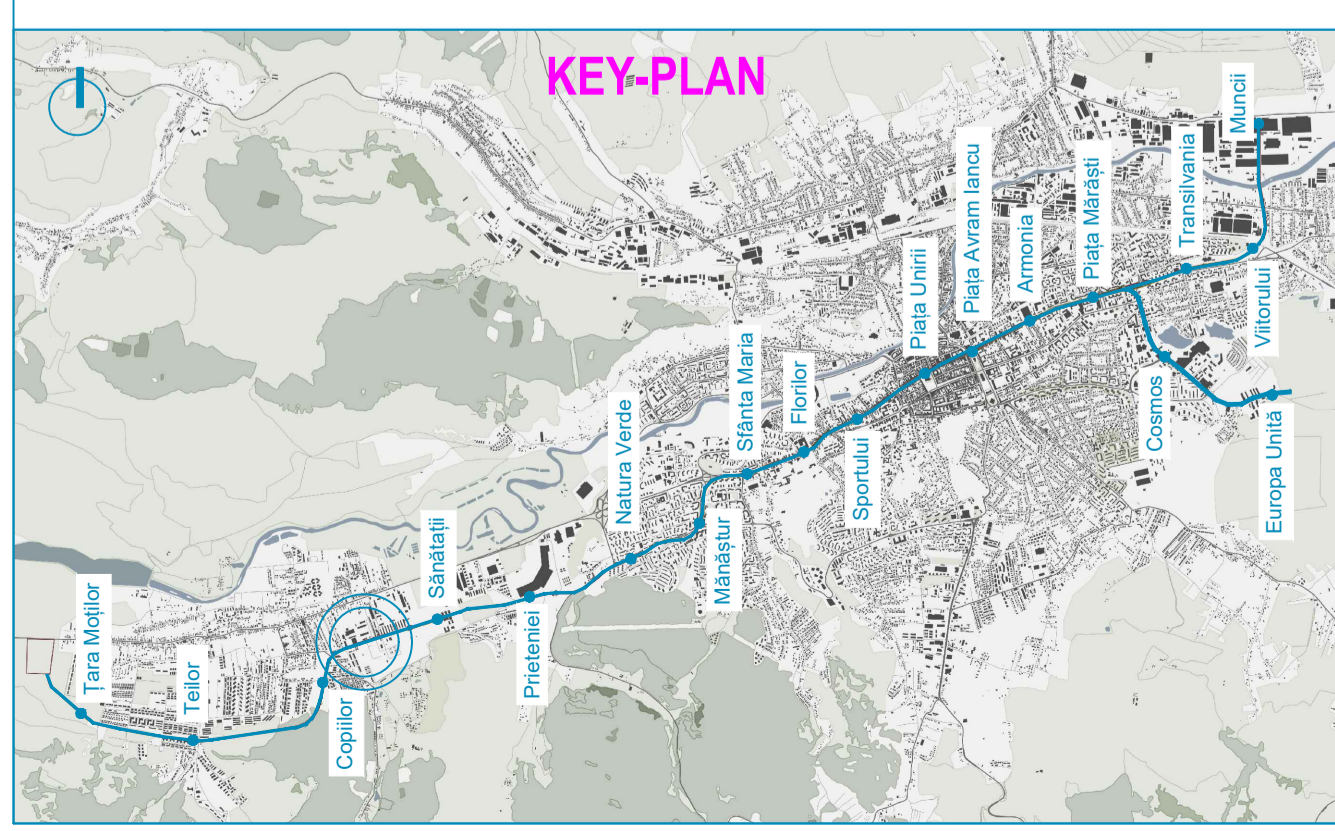 KEY-PLAN
Țara Moților
Teilor
Copiilor
Sănătații
Prieteniei
Natura Verde
Mănăștur
Sfânta Maria
Florilor
Sportului
Piața Unirii
Piața Avram Iancu
Armonia
Piața Mărăști
Transilvania
Viitorului
Muncii
Cosmos
Europa Unită